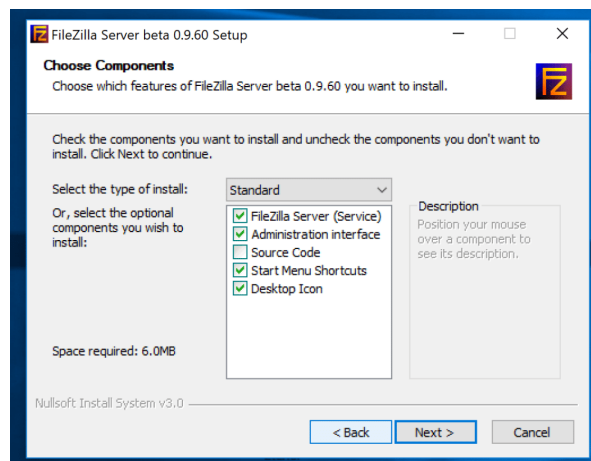 FileZilla Server beta 0.9.60 Setup
Choose Components
Choose which features of FileZilla Server beta 0.9.60 you want to install.
Check the components you want to install and uncheck the components you don't want to
install. Click Next to continue.
Select the type of install:
Standard
Or, select the optional
components you wish to
install:
FileZilla Server (Service)
Administration interface
Source Code
Start Menu Shortcuts
Desktop Icon
Description
Position your mouse
over a component to
see its description.
Space required: 6.0MB
Nullsoft Install System v3.0
< Back
Next >
Cancel